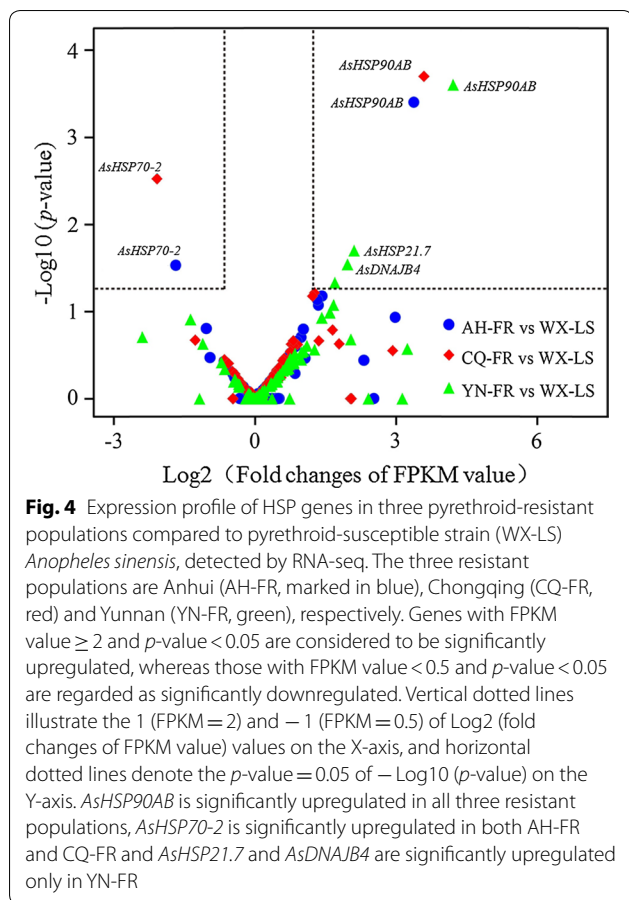 4
3
2
1
0
-Log10 (p-value)
AsHSP90AB
AsHSP90AB
AsHSP90AB
AsHSP70-2
AsHSP70-2
AsHSP21.7
AsDNAJB4
AH-FR vs WX-LS
CQ-FR vs WX-LS
YN-FR vs WX-LS
-3 0 3 6
Log2（Fold changes of FPKM value）
Fig. 4 Expression profile of HSP genes in three pyrethroid-resistant
populations compared to pyrethroid-susceptible strain (WX-LS)
Anopheles sinensis, detected by RNA-seq. The three resistant
populations are Anhui (AH-FR, marked in blue), Chongqing (CQ-FR,
red) and Yunnan (YN-FR, green), respectively. Genes with FPKM
value ≥ 2 and p-value < 0.05 are considered to be significantly
upregulated, whereas those with FPKM value < 0.5 and p-value < 0.05
are regarded as significantly downregulated. Vertical dotted lines
illustrate the 1 (FPKM = 2) and − 1 (FPKM = 0.5) of Log2 (fold
changes of FPKM value) values on the X-axis, and horizontal
dotted lines denote the p-value = 0.05 of − Log10 (p-value) on the
Y-axis. AsHSP90AB is significantly upregulated in all three resistant
populations, AsHSP70-2 is significantly upregulated in both AH-FR
and CQ-FR and AsHSP21.7 and AsDNAJB4 are significantly upregulated
only in YN-FR